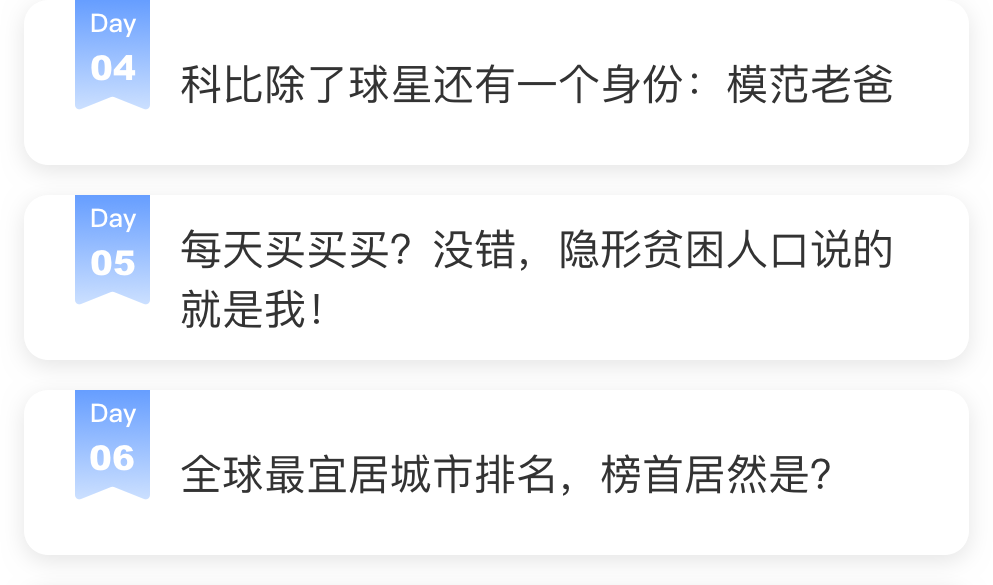 Day
04
科比除了球星还有一个身份：模范老爸
Day
05
每天买买买？没错，隐形贫困人口说的
就是我！
Day
06
全球最宜居城市排名，榜首居然是？